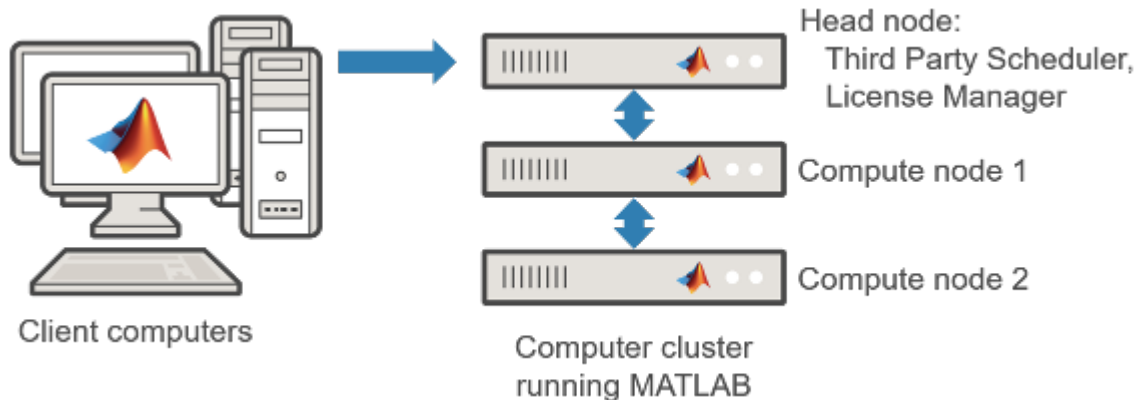 Head node:
Third Party Scheduler,
License Manager
Compute node 1
Compute node 2
Client computers
Computer cluster
running MATLAB